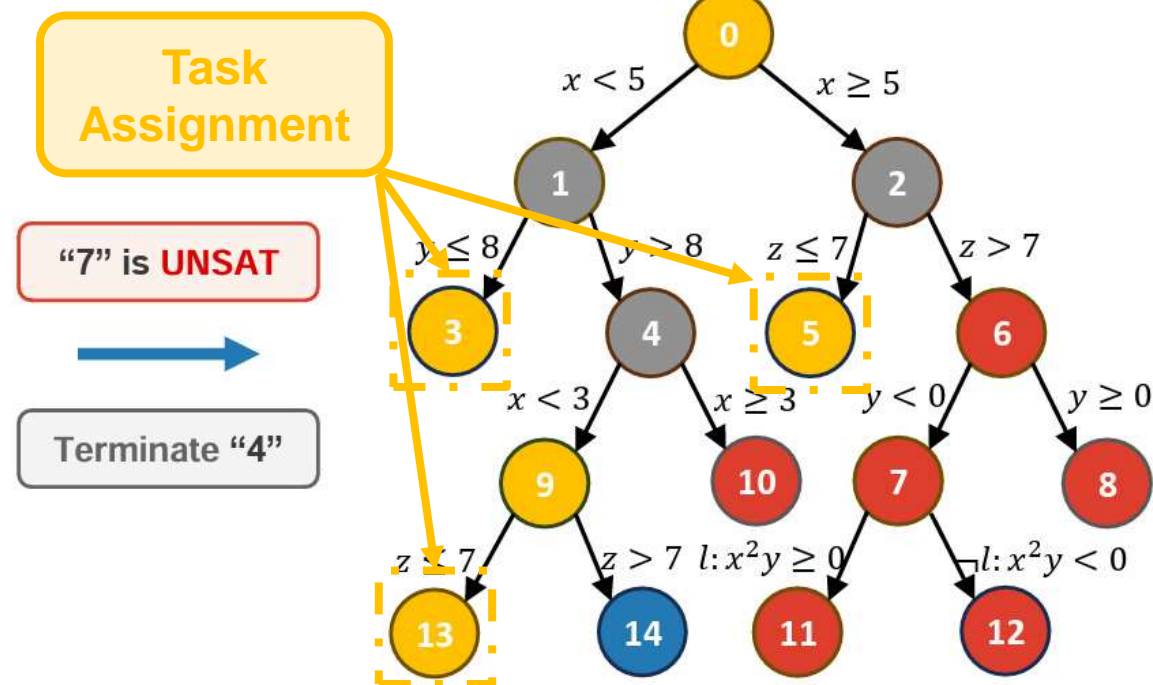 Task
Assignment
0
x < 5
x ≥ 5
1
2
"7" is UNSAT
y ≤ 8
y > 8
z ≤ 7
z > 7
3
4
5
6
Terminate "4"
x < 3
x ≥ 3
y < 0
y ≥ 0
9
10
7
8
z ≤ 7
z > 7
l: x²y ≥ 0
¬l: x²y < 0
13
14
11
12